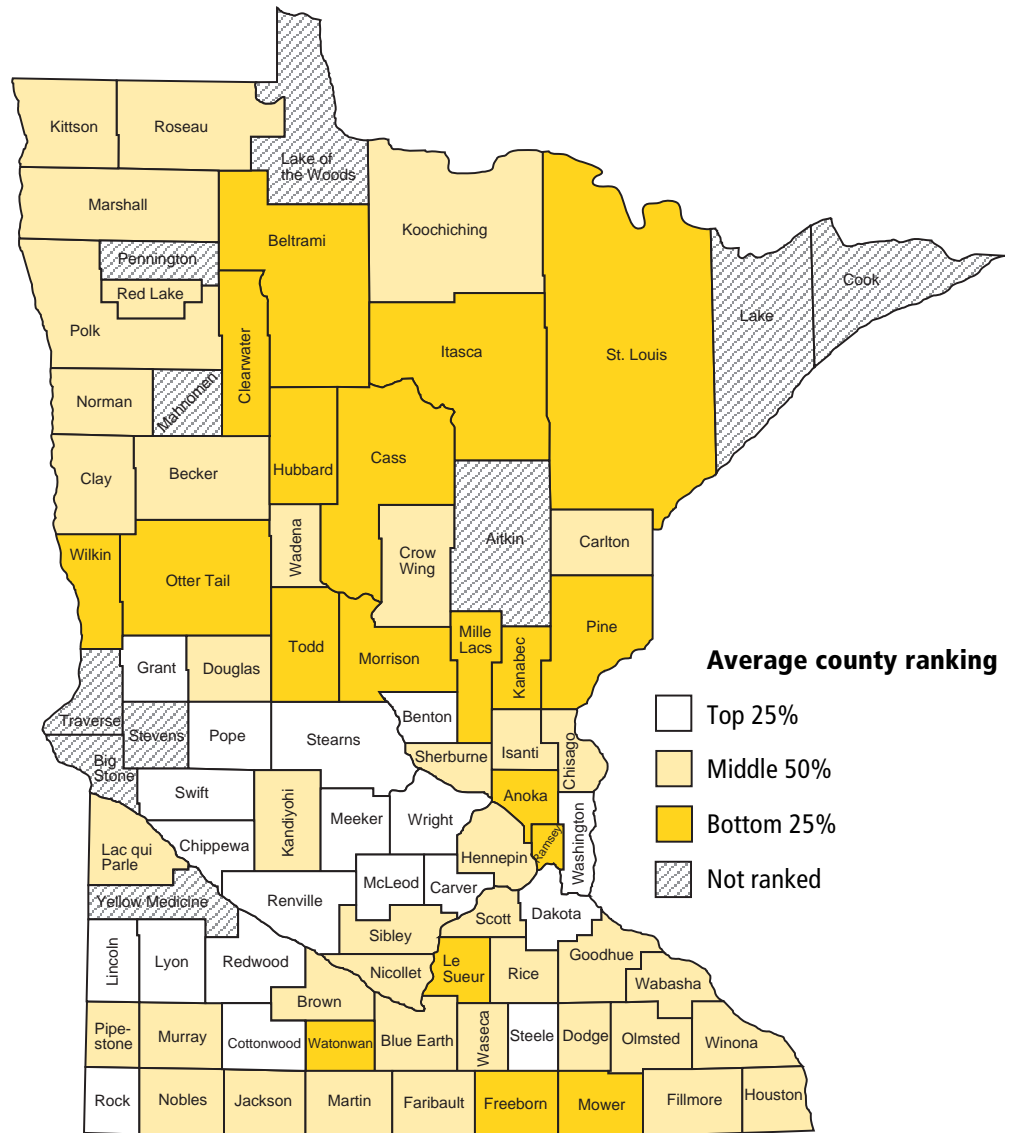 Kittson
Roseau
Lake of
the Woods
Marshall
Koochiching
Beltrami
Pennington
Red Lake
Polk
Clearwater
Itasca
St. Louis
Lake
Cook
Norman
Mahnomen
Clay
Becker
Hubbard
Cass
Wadena
Crow
Wing
Aitkin
Carlton
Wilkin
Otter Tail
Todd
Morrison
Mille
Lacs
Kanabec
Pine
Grant
Douglas
Traverse
Stevens
Pope
Stearns
Benton
Big
Stone
Sherburne
Isanti
Chisago
Swift
Kandiyohi
Meeker
Wright
Anoka
Ramsey
Washington
Lac qui
Parle
Chippewa
Hennepin
Yellow Medicine
Renville
McLeod
Carver
Scott
Dakota
Lincoln
Lyon
Redwood
Sibley
Nicollet
Le
Sueur
Rice
Goodhue
Wabasha
Brown
Pipe-
stone
Murray
Cottonwood
Watonwan
Blue Earth
Waseca
Steele
Dodge
Olmsted
Winona
Rock
Nobles
Jackson
Martin
Faribault
Freeborn
Mower
Fillmore
Houston
Average county ranking
Top 25%
Middle 50%
Bottom 25%
Not ranked